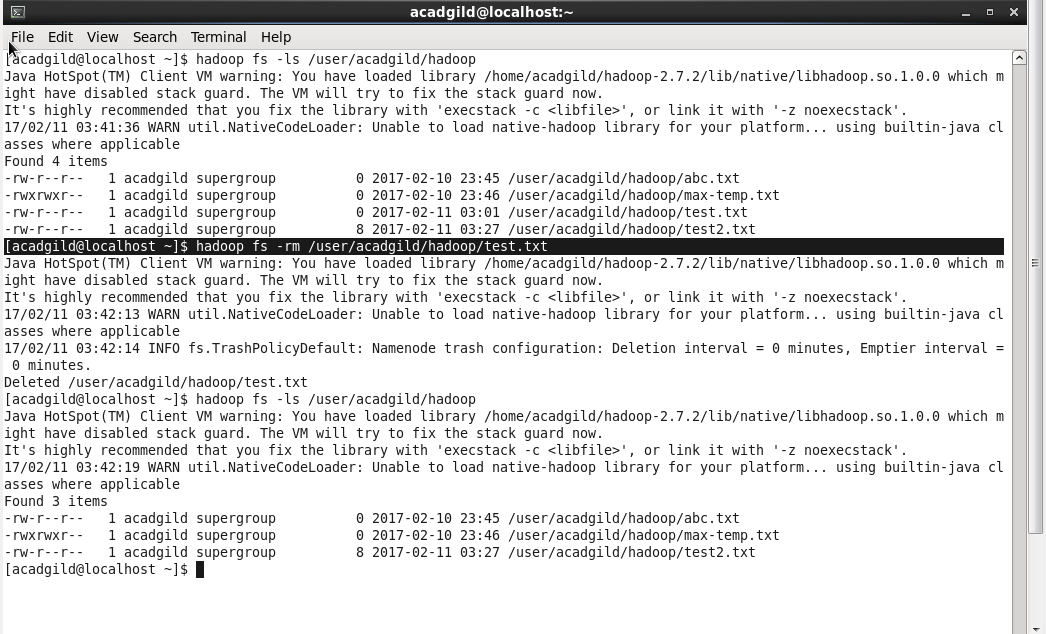 acadgild@localhost:~
File Edit View Search Terminal Help
[acadgild@localhost ~]$ hadoop fs -ls /user/acadgild/hadoop
Java HotSpot(TM) Client VM warning: You have loaded library /home/acadgild/hadoop-2.7.2/lib/native/libhadoop.so.1.0.0 which m
ight have disabled stack guard. The VM will try to fix the stack guard now.
It's highly recommended that you fix the library with 'execstack -c <libfile>', or link it with '-z noexecstack'.
17/02/11 03:41:36 WARN util.NativeCodeLoader: Unable to load native-hadoop library for your platform... using builtin-java cl
asses where applicable
Found 4 items
-rw-r--r--   1 acadgild supergroup          0 2017-02-10 23:45 /user/acadgild/hadoop/abc.txt
-rwxrwxr--   1 acadgild supergroup          0 2017-02-10 23:46 /user/acadgild/hadoop/max-temp.txt
-rw-r--r--   1 acadgild supergroup          0 2017-02-11 03:01 /user/acadgild/hadoop/test.txt
-rw-r--r--   1 acadgild supergroup          8 2017-02-11 03:27 /user/acadgild/hadoop/test2.txt
[acadgild@localhost ~]$ hadoop fs -rm /user/acadgild/hadoop/test.txt
Java HotSpot(TM) Client VM warning: You have loaded library /home/acadgild/hadoop-2.7.2/lib/native/libhadoop.so.1.0.0 which m
ight have disabled stack guard. The VM will try to fix the stack guard now.
It's highly recommended that you fix the library with 'execstack -c <libfile>', or link it with '-z noexecstack'.
17/02/11 03:42:13 WARN util.NativeCodeLoader: Unable to load native-hadoop library for your platform... using builtin-java cl
asses where applicable
17/02/11 03:42:14 INFO fs.TrashPolicyDefault: Namenode trash configuration: Deletion interval = 0 minutes, Emptier interval =
 0 minutes.
Deleted /user/acadgild/hadoop/test.txt
[acadgild@localhost ~]$ hadoop fs -ls /user/acadgild/hadoop
Java HotSpot(TM) Client VM warning: You have loaded library /home/acadgild/hadoop-2.7.2/lib/native/libhadoop.so.1.0.0 which m
ight have disabled stack guard. The VM will try to fix the stack guard now.
It's highly recommended that you fix the library with 'execstack -c <libfile>', or link it with '-z noexecstack'.
17/02/11 03:42:19 WARN util.NativeCodeLoader: Unable to load native-hadoop library for your platform... using builtin-java cl
asses where applicable
Found 3 items
-rw-r--r--   1 acadgild supergroup          0 2017-02-10 23:45 /user/acadgild/hadoop/abc.txt
-rwxrwxr--   1 acadgild supergroup          0 2017-02-10 23:46 /user/acadgild/hadoop/max-temp.txt
-rw-r--r--   1 acadgild supergroup          8 2017-02-11 03:27 /user/acadgild/hadoop/test2.txt
[acadgild@localhost ~]$